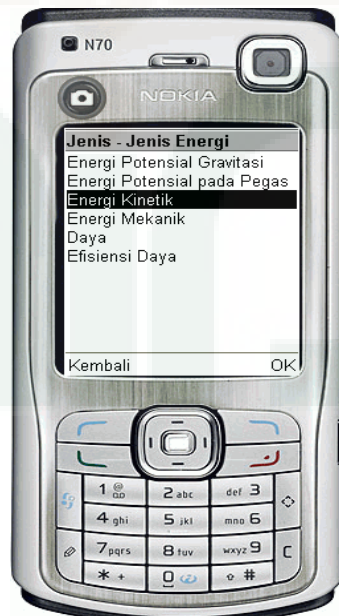 N70
NOKIA
Jenis - Jenis Energi
Energi Potensial Gravitasi
Energi Potensial pada Pegas
Energi Kinetik
Energi Mekanik
Daya
Efisiensi Daya
Kembali OK
1 2 abc def 3
4 ghi 5 jkl mno 6
7 pqrs 8 tuv wxyz 9 C
* + 0 #